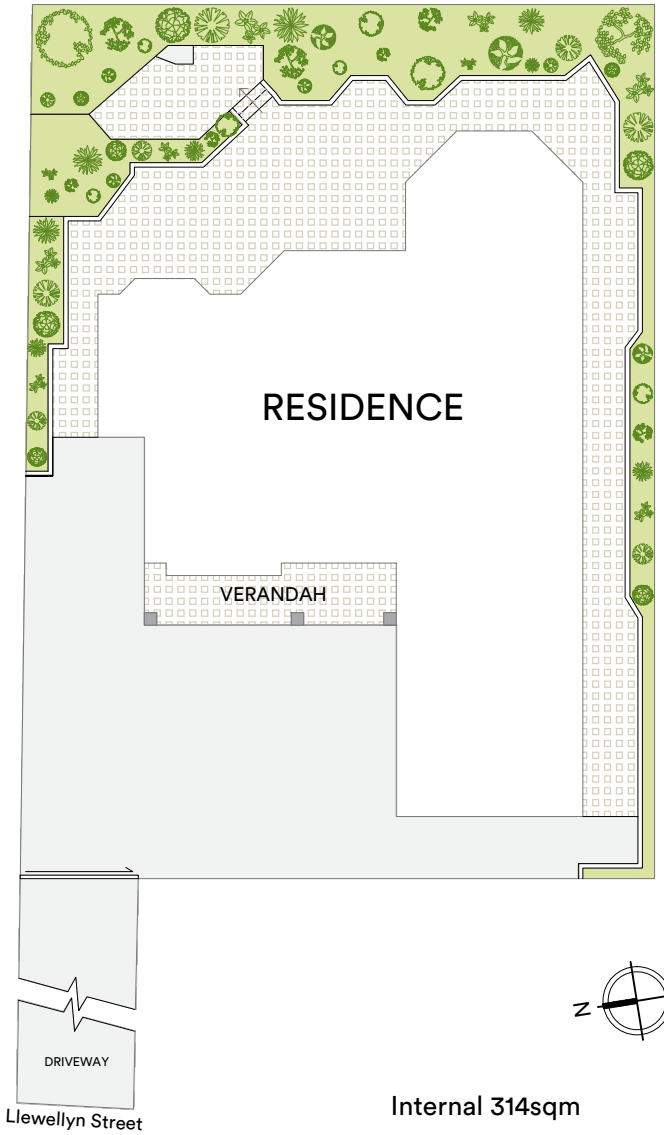 RESIDENCE
VERANDAH
N
DRIVEWAY
Llewellyn Street
Internal 314sqm